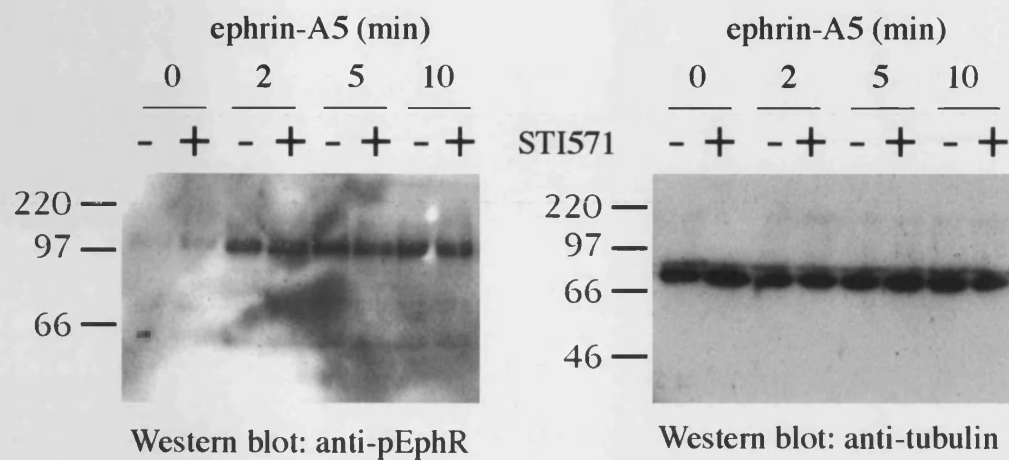 ephrin-A5 (min)
0 2 5 10
- + - + - + - +
220
97
66
Western blot: anti-pEphR
STI571
ephrin-A5 (min)
0 2 5 10
- + - + - + - +
220
97
66
46
Western blot: anti-tubulin